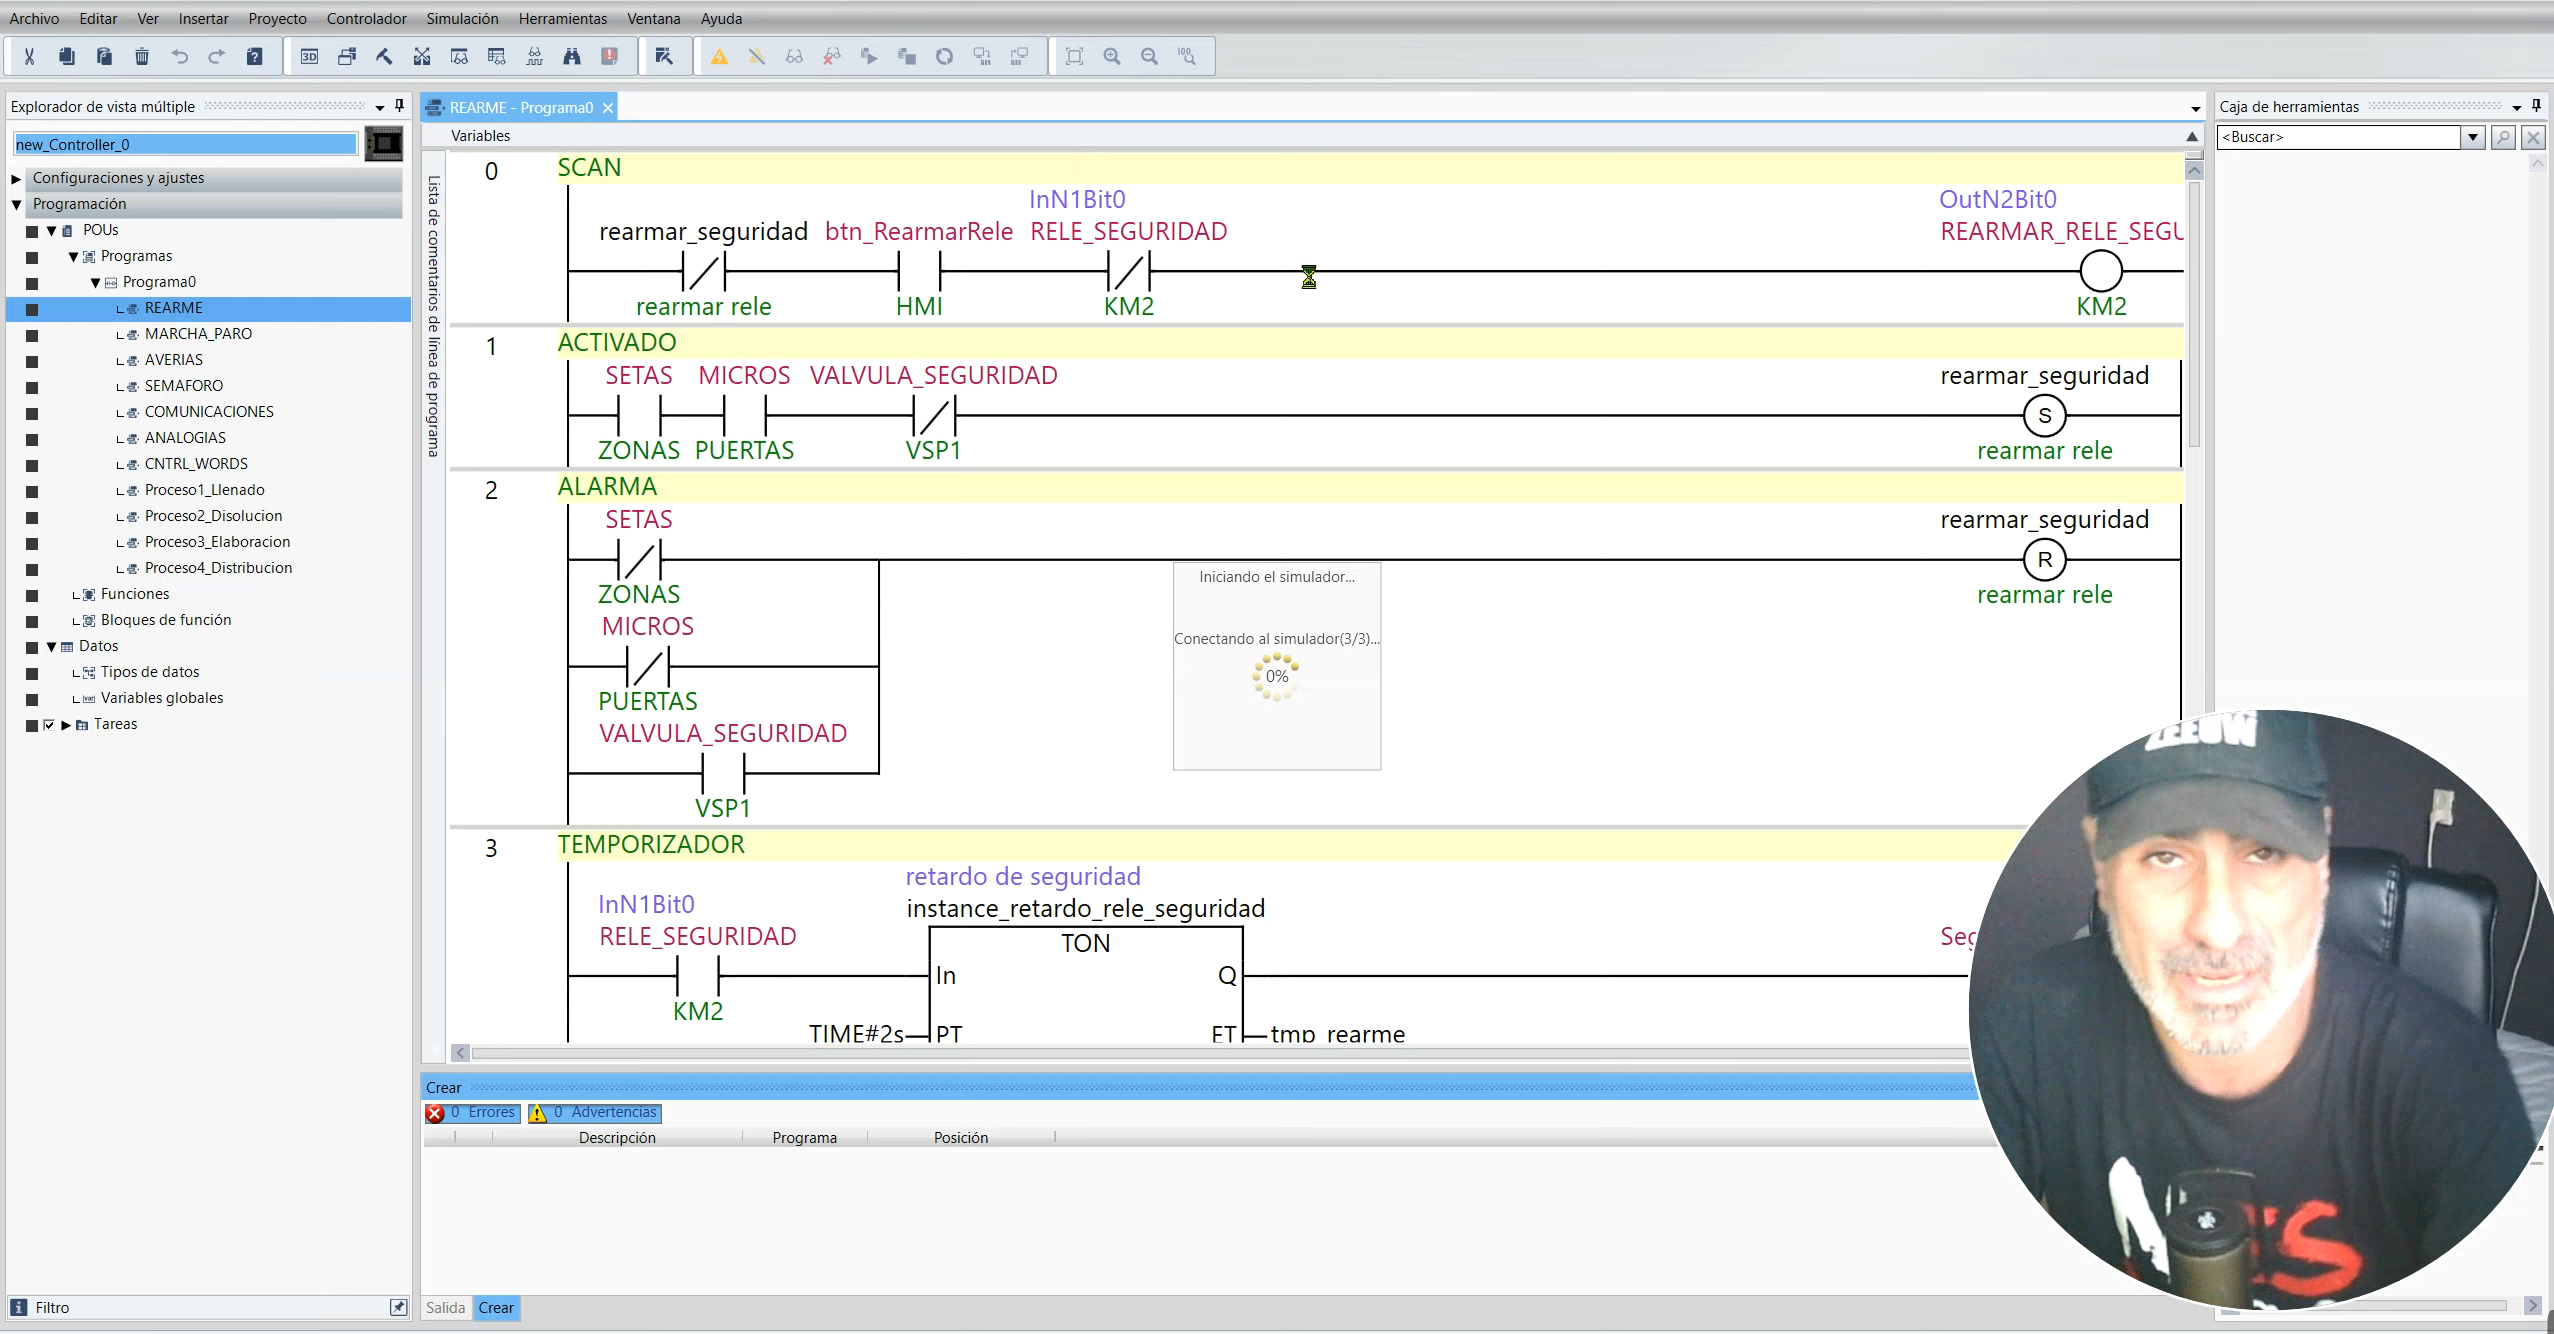 Archivo Editar Ver Insertar Proyecto Controlador Simulación Herramientas Ventana Ayuda
Explorador de vista múltiple
new_Controller_0
Configuraciones y ajustes
Programación
POUs
Programas
Programa0
REARME
MARCHA_PARO
AVERIAS
SEMAFORO
COMUNICACIONES
ANALOGIAS
CNTRL_WORDS
Proceso1_Llenado
Proceso2_Disolucion
Proceso3_Elaboracion
Proceso4_Distribucion
Funciones
Bloques de función
Datos
Tipos de datos
Variables globales
Tareas
Filtro
REARME - Programa0
Variables
Lista de comentarios de línea de programa
0 SCAN
InN1Bit0 OutN2Bit0
rearmar_seguridad btn_RearmarRele RELE_SEGURIDAD REARMAR_RELE_SEGU
rearmar rele HMI KM2 KM2
1 ACTIVADO
SETAS MICROS VALVULA_SEGURIDAD rearmar_seguridad
S
ZONAS PUERTAS VSP1 rearmar rele
2 ALARMA
SETAS rearmar_seguridad
R
ZONAS rearmar rele
MICROS
PUERTAS
VALVULA_SEGURIDAD
VSP1
Iniciando el simulador...
Conectando al simulador(3/3)...
0%
3 TEMPORIZADOR
retardo de seguridad
InN1Bit0 instance_retardo_rele_seguridad
RELE_SEGURIDAD TON Seg
In Q
KM2
TIME#2s PT ET tmp_rearme
Crear
0 Errores 0 Advertencias
Descripción Programa Posición
Salida Crear
Caja de herramientas
<Buscar>
3D
100
ZEEUW